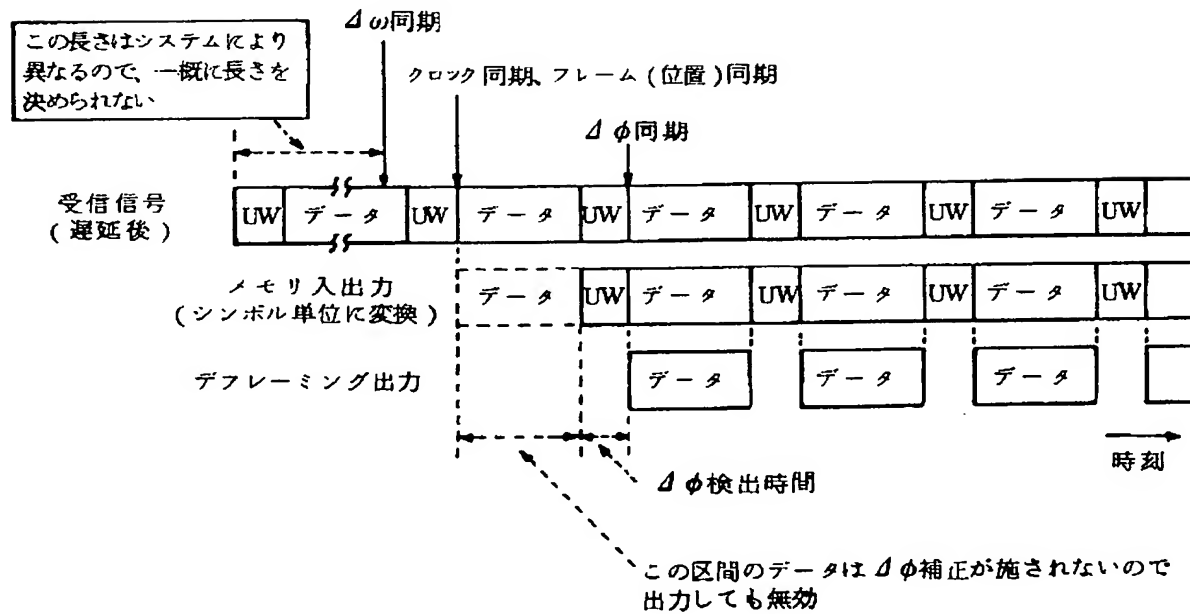 Δω同期
この長さはシステムにより
異なるので、一概に長さを
決められない
クロック同期、フレーム(位置)同期
Δφ同期
受信信号
(遅延後)
UW データ UW データ UW データ UW データ UW データ UW
メモリ入出力
(シンボル単位に変換)
データ UW データ UW データ UW データ UW
デフレーミング出力
データ データ データ
時刻
Δφ検出時間
この区間のデータはΔφ補正が施されないので
出力しても無効